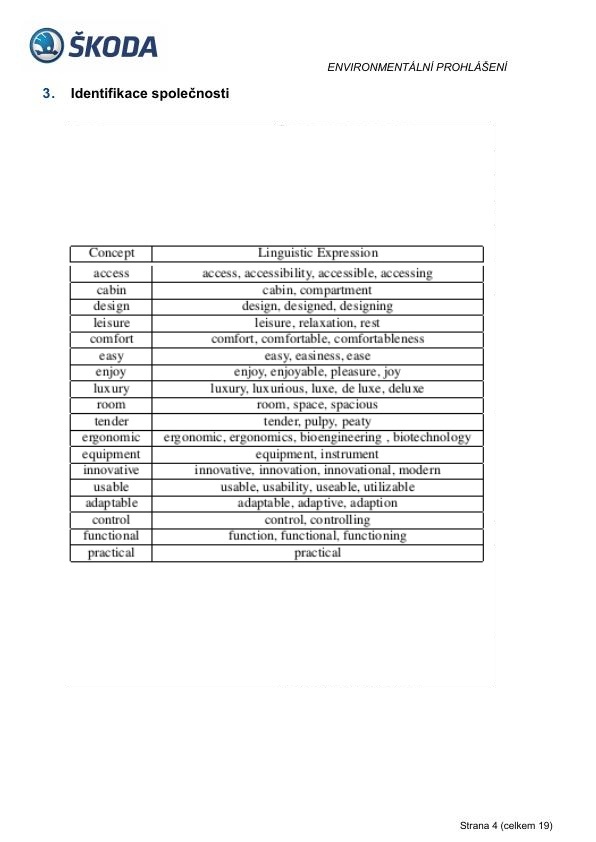 ŠKODA
ENVIRONMENTÁLNÍ PROHLÁŠENÍ
3. Identifikace společnosti
Concept Linguistic Expression
access access, accessibility, accessible, accessing
cabin cabin, compartment
design design, designed, designing
leisure leisure, relaxation, rest
comfort comfort, comfortable, comfortableness
easy easy, easiness, ease
enjoy enjoy, enjoyable, pleasure, joy
luxury luxury, luxurious, luxe, de luxe, deluxe
room room, space, spacious
tender tender, pulpy, peaty
ergonomic ergonomic, ergonomics, bioengineering , biotechnology
equipment equipment, instrument
innovative innovative, innovation, innovational, modern
usable usable, usability, useable, utilizable
adaptable adaptable, adaptive, adaption
control control, controlling
functional function, functional, functioning
practical practical
Strana 4 (celkem 19)